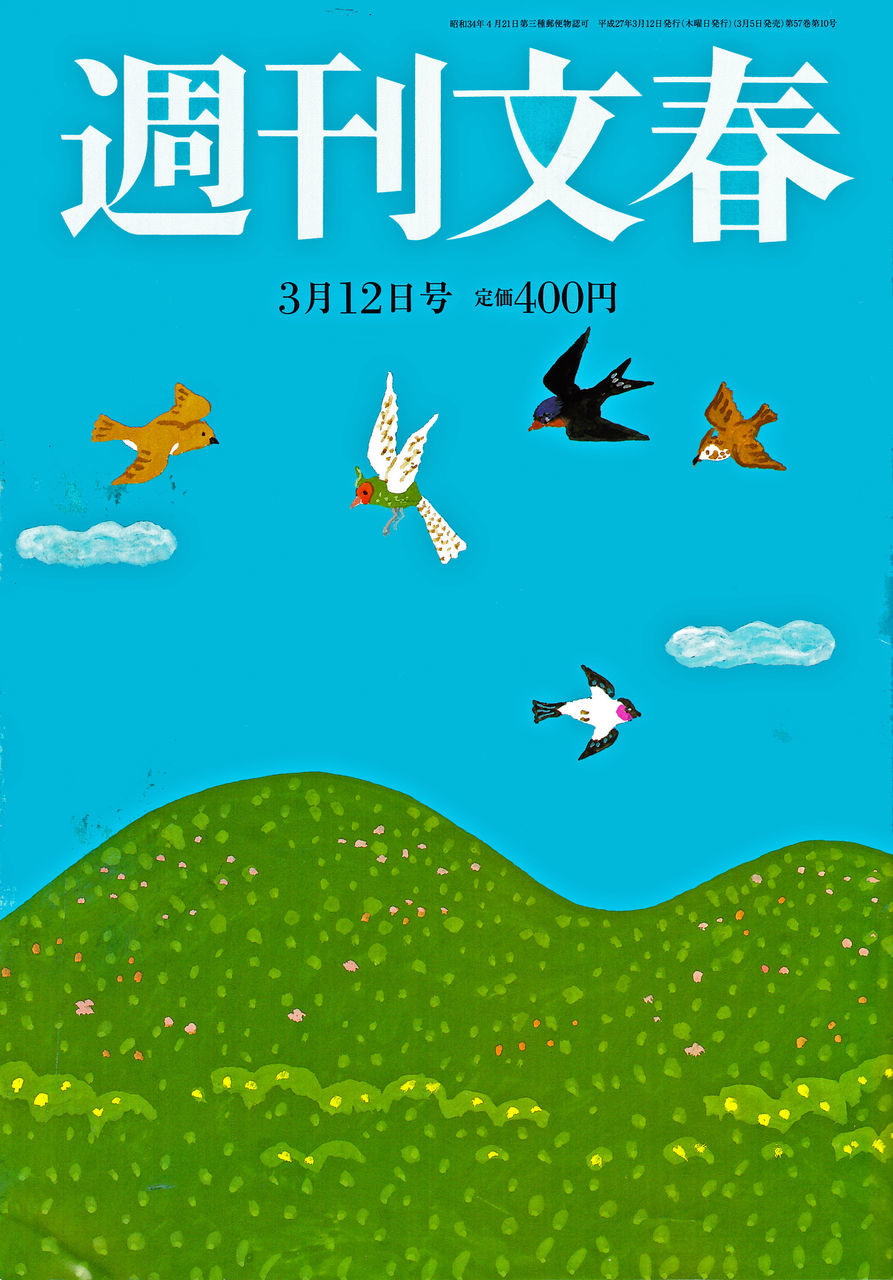 昭和34年4月21日第三種郵便物認可　平成27年3月12日発行(木曜日発行)(3月5日発売)第57巻第10号
週刊文春
3月12日号　定価400円